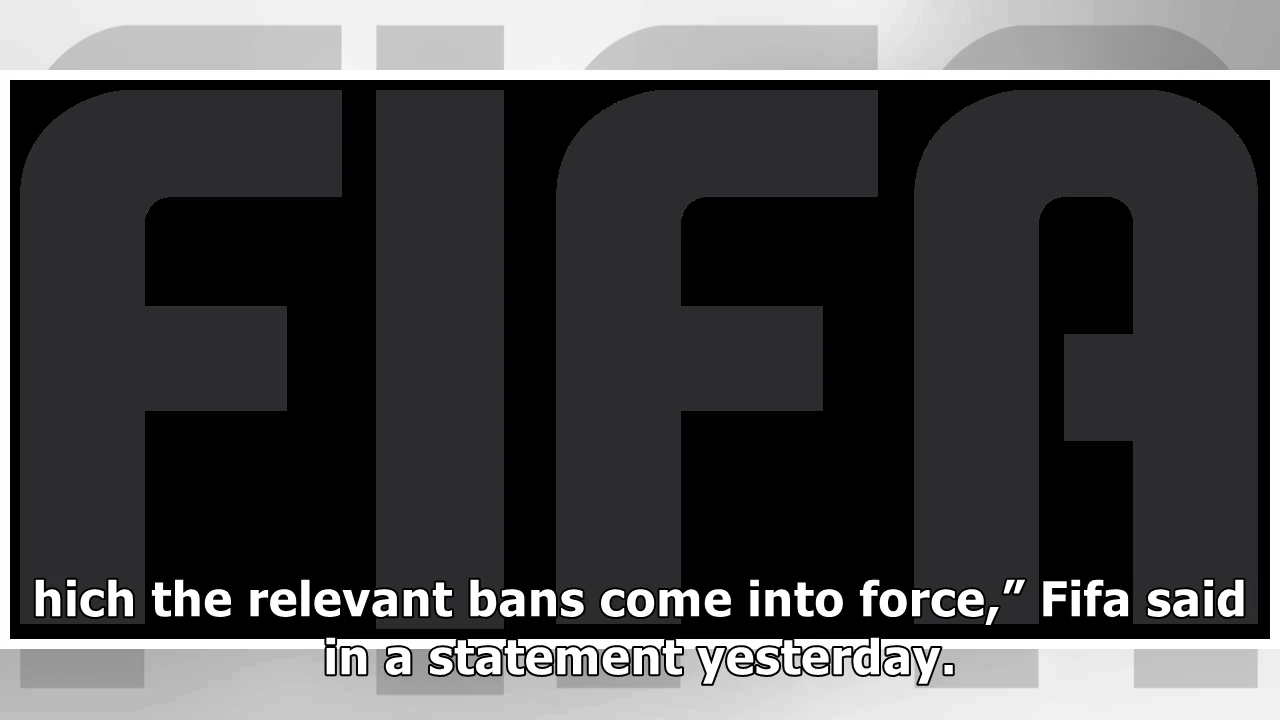 FIFA
hich the relevant bans come into force,” Fifa said
in a statement yesterday.